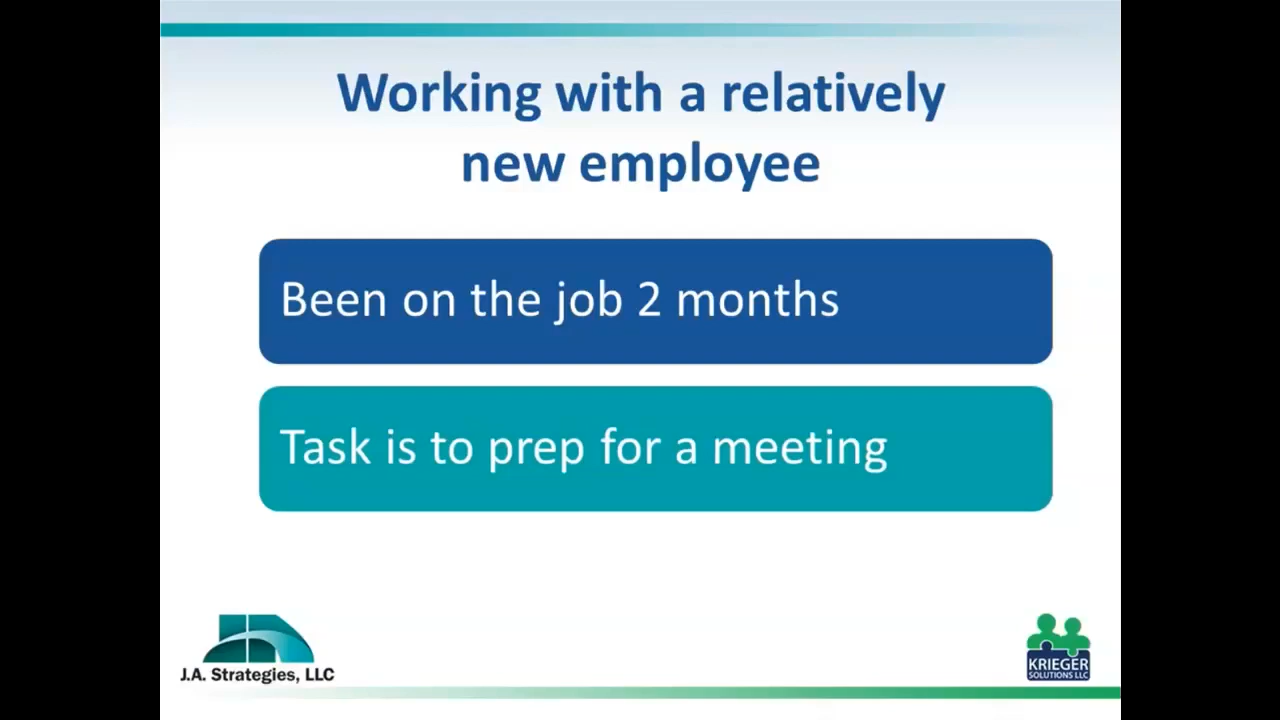 Working with a relatively
new employee
Been on the job 2 months
Task is to prep for a meeting
J.A. Strategies, LLC
KRIEGER
SOLUTIONS LLC